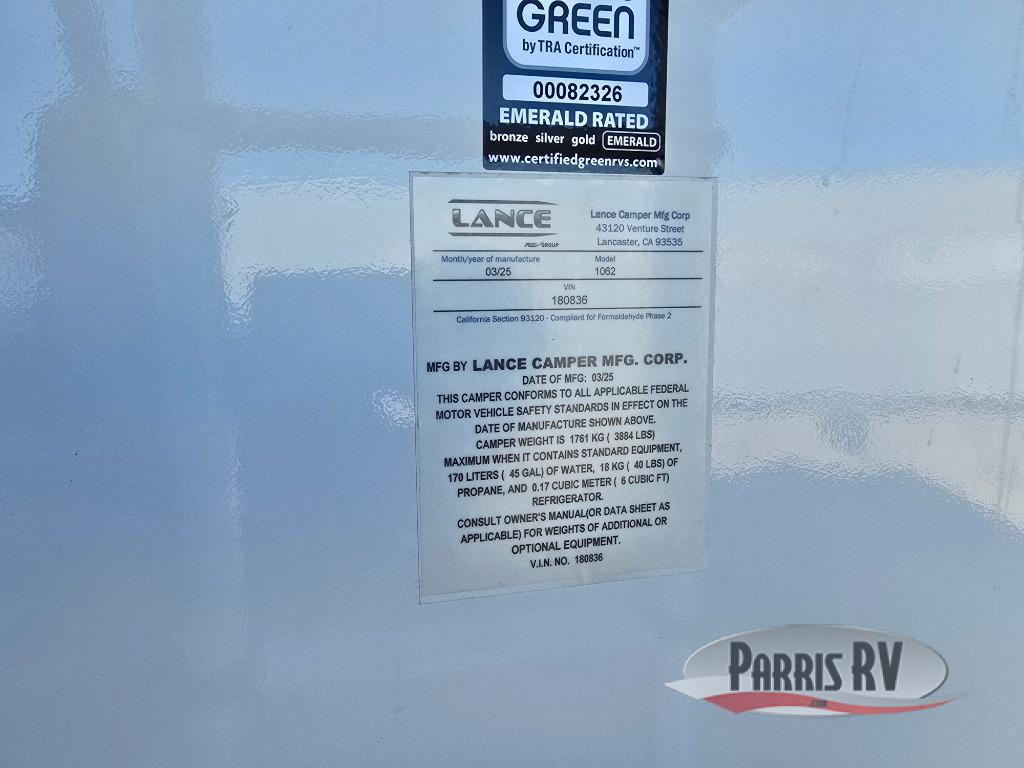 GREEN
by TRA Certification™
00082326
EMERALD RATED
bronze silver gold EMERALD
www.certifiedgreenrvs.com
LANCE
REV GROUP
Lance Camper Mfg Corp
43120 Venture Street
Lancaster, CA 93535
Month/year of manufacture
03/25
Model
1062
VIN
180836
California Section 93120 - Compliant for Formaldehyde Phase 2
MFG BY LANCE CAMPER MFG. CORP.
DATE OF MFG: 03/25
THIS CAMPER CONFORMS TO ALL APPLICABLE FEDERAL
MOTOR VEHICLE SAFETY STANDARDS IN EFFECT ON THE
DATE OF MANUFACTURE SHOWN ABOVE.
CAMPER WEIGHT IS 1761 KG ( 3884 LBS)
MAXIMUM WHEN IT CONTAINS STANDARD EQUIPMENT,
170 LITERS ( 45 GAL) OF WATER, 18 KG ( 40 LBS) OF
PROPANE, AND 0.17 CUBIC METER ( 6 CUBIC FT)
REFRIGERATOR.
CONSULT OWNER'S MANUAL(OR DATA SHEET AS
APPLICABLE) FOR WEIGHTS OF ADDITIONAL OR
OPTIONAL EQUIPMENT.
V.I.N. NO. 180836
PARRIS RV
.com